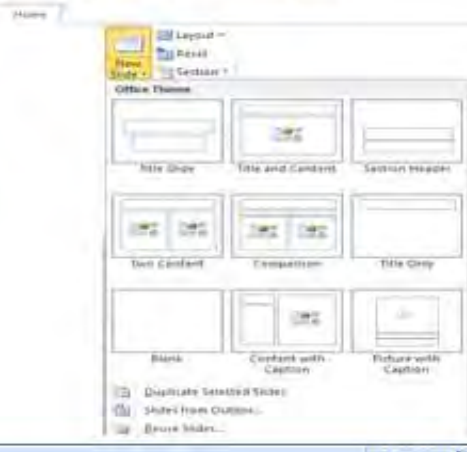 Home
Layout
Reset
New Slide
Section
Office Theme
Title Slide
Title and Content
Section Header
Two Content
Comparison
Title Only
Blank
Content with Caption
Picture with Caption
Duplicate Selected Slides
Slides from Outline...
Reuse Slides...